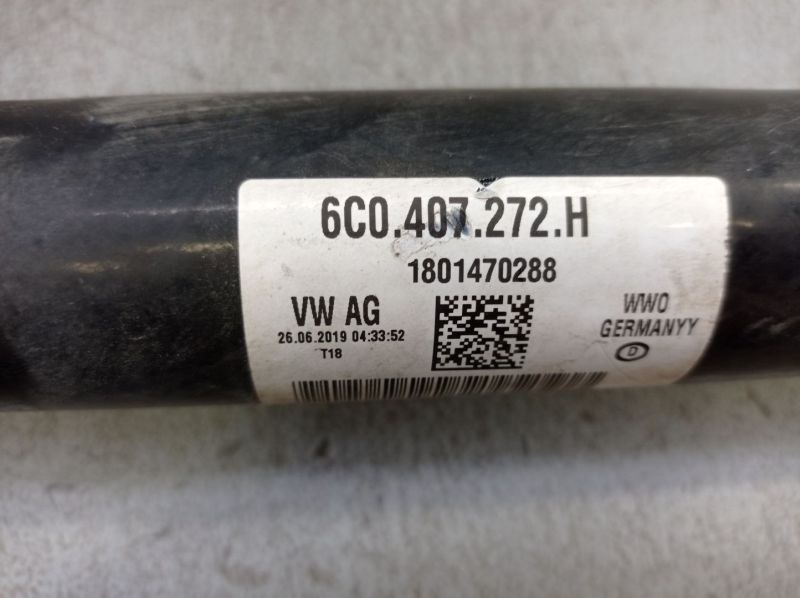 6C0.407.272.H
1801470288
VW AG
26.06.2019 04:33:52
T18
WWO
GERMANYY
D